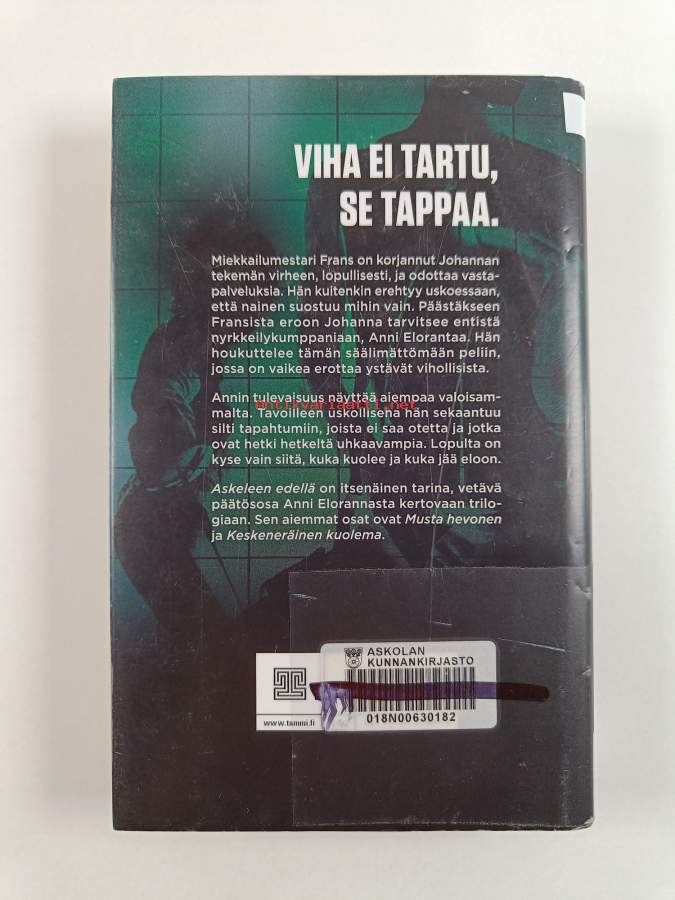 VIHA EI TARTU,
SE TAPPAA.
Miekkailumestari Frans on korjannut Johannan
tekemän virheen, lopullisesti, ja odottaa vasta-
palveluksia. Hän kuitenkin erehtyy uskoessaan,
että nainen suostuu mihin vain. Päästäkseen
Fransista eroon Johanna tarvitsee entistä
nyrkkeilykumppaniaan, Anni Elorantaa. Hän
houkuttelee tämän säälimättömään peliin,
jossa on vaikea erottaa ystävät vihollisista.
Annin tulevaisuus näyttää aiempaa valoisam-
malta. Tavoilleen uskollisena hän sekaantuu
antikvariaatti.net
silti tapahtumiin, joista ei saa otetta ja jotka
ovat hetki hetkeltä uhkaavampia. Lopulta on
kyse vain siitä, kuka kuolee ja kuka jää eloon.
Askeleen edellä on itsenäinen tarina, vetävä
päätösosa Anni Elorannasta kertovaan trilo-
giaan. Sen aiemmat osat ovat Musta hevonen
ja Keskeneräinen kuolema.
ASKOLAN
KUNNANKIRJASTO
018N00630182
www.tammi.fi